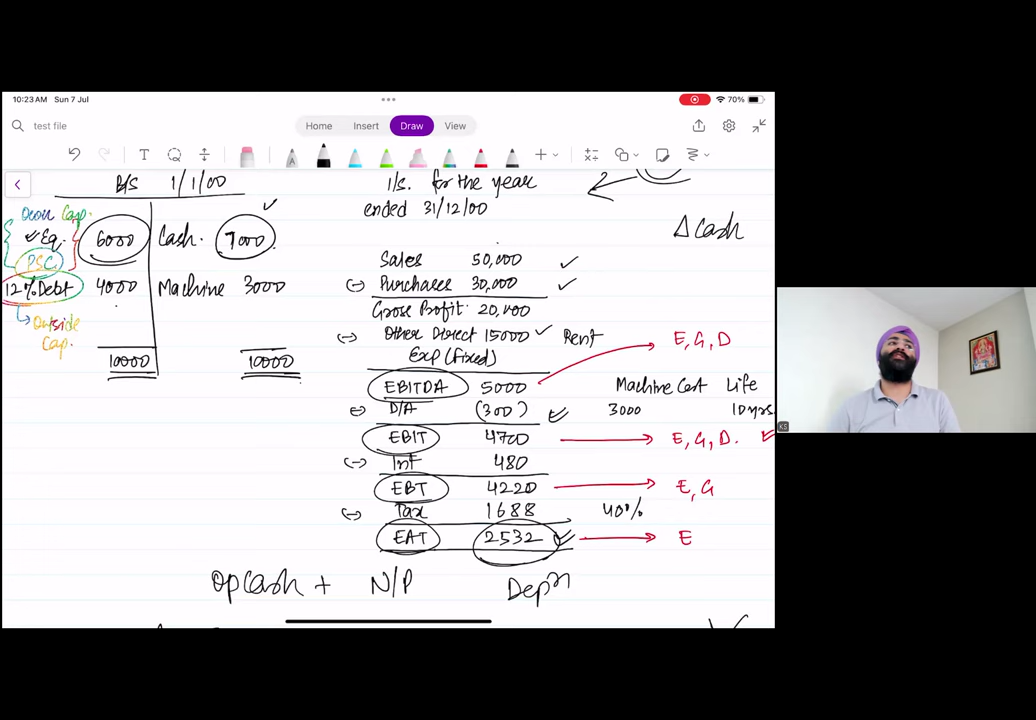 10:23 AM Sun 7 Jul
70%
test file
Home Insert Draw View
B/S 1/1/00
Own Cap.
Eq. 6000 Cash. 7000
PSC
12% Debt 4000 Machine 3000
Outside
Cap.
10000 10000
I/S. for the year
ended 31/12/00
Δ Cash
Sales 50,000
(-) Purchases 30,000
Gross Profit. 20,000
(-) Other Direct 15000 Rent
Exp (Fixed)
EBITDA 5000 E, G, D
Machine Cost Life
(-) D/A (300) 3000 10 yrs.
EBIT 4700 E, G, D.
(-) Int 480
EBT 4220 E, G
(-) Tax 1688 40%
EAT 2532 E
Op Cash + N/P Depn
KS